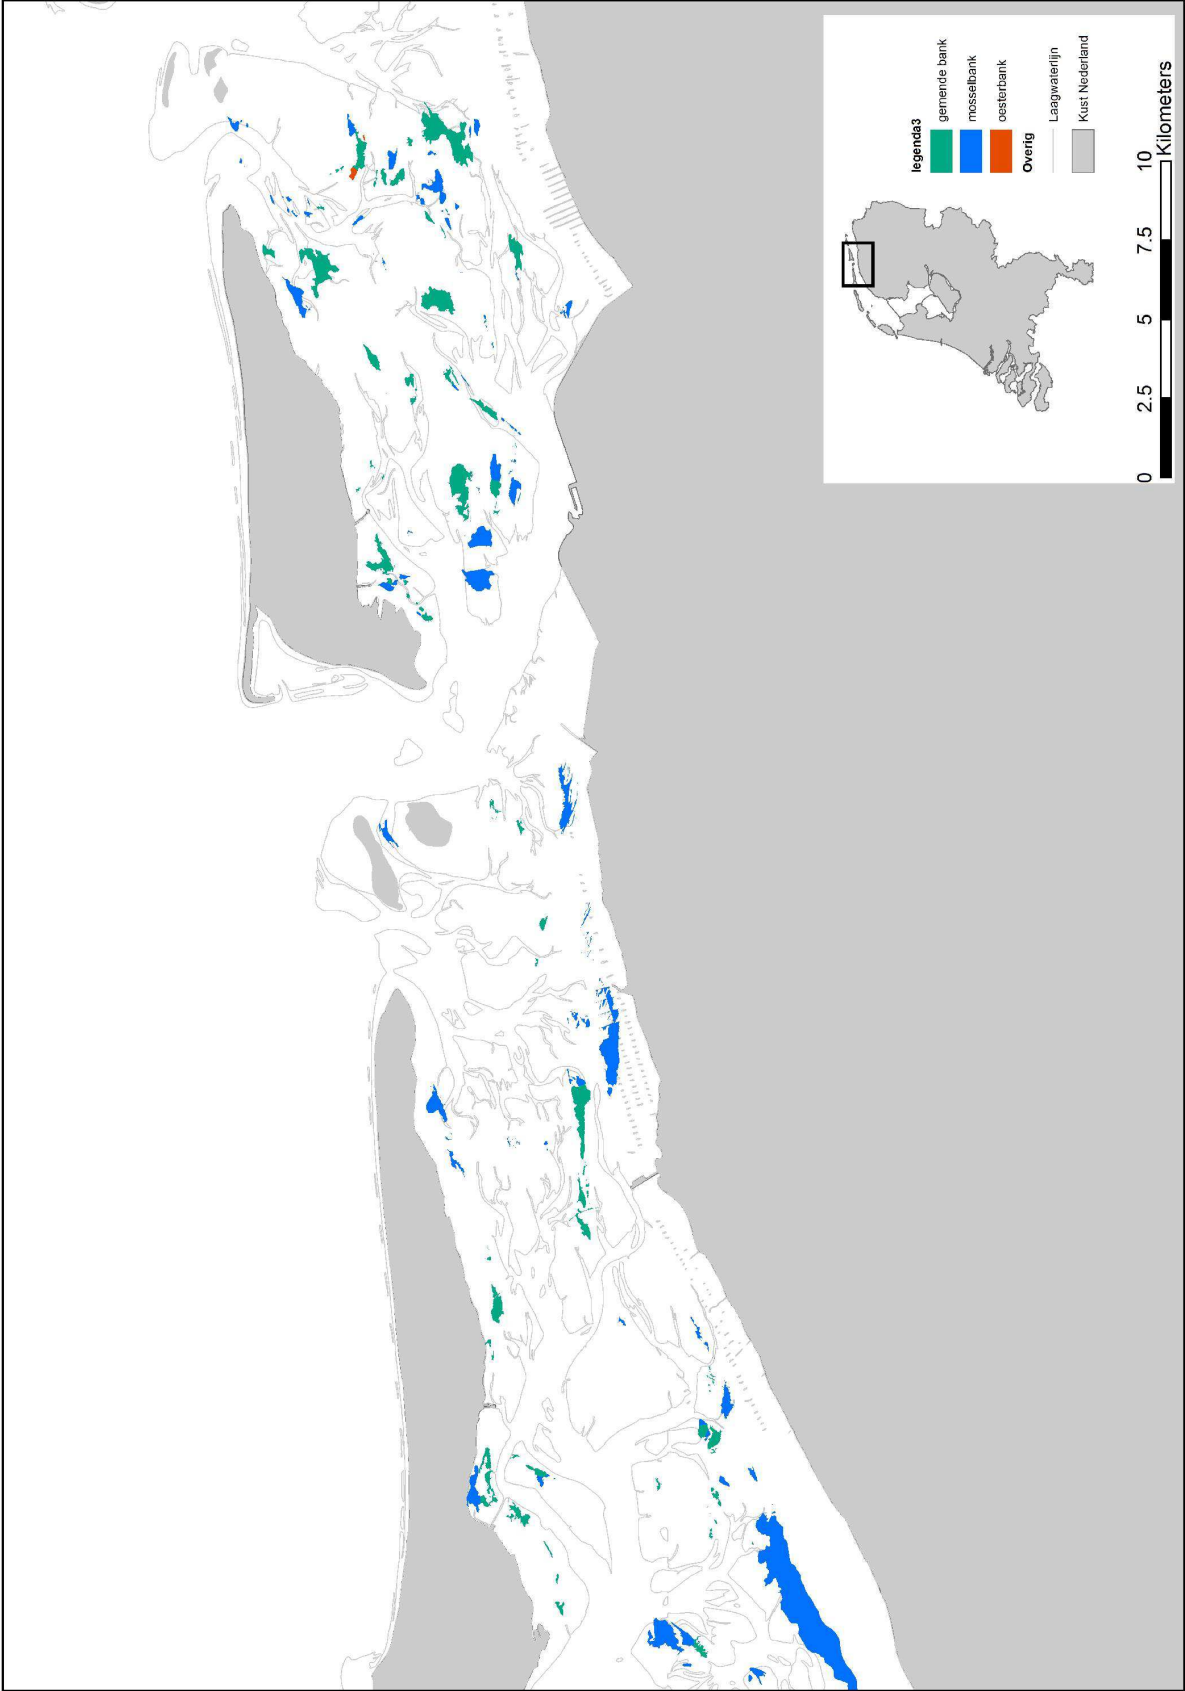 legenda3
gemende bank
mosselbank
oesterbank
Overig
Laagwaterlijn
Kust Nederland
0 2.5 5 7.5 10
Kilometers